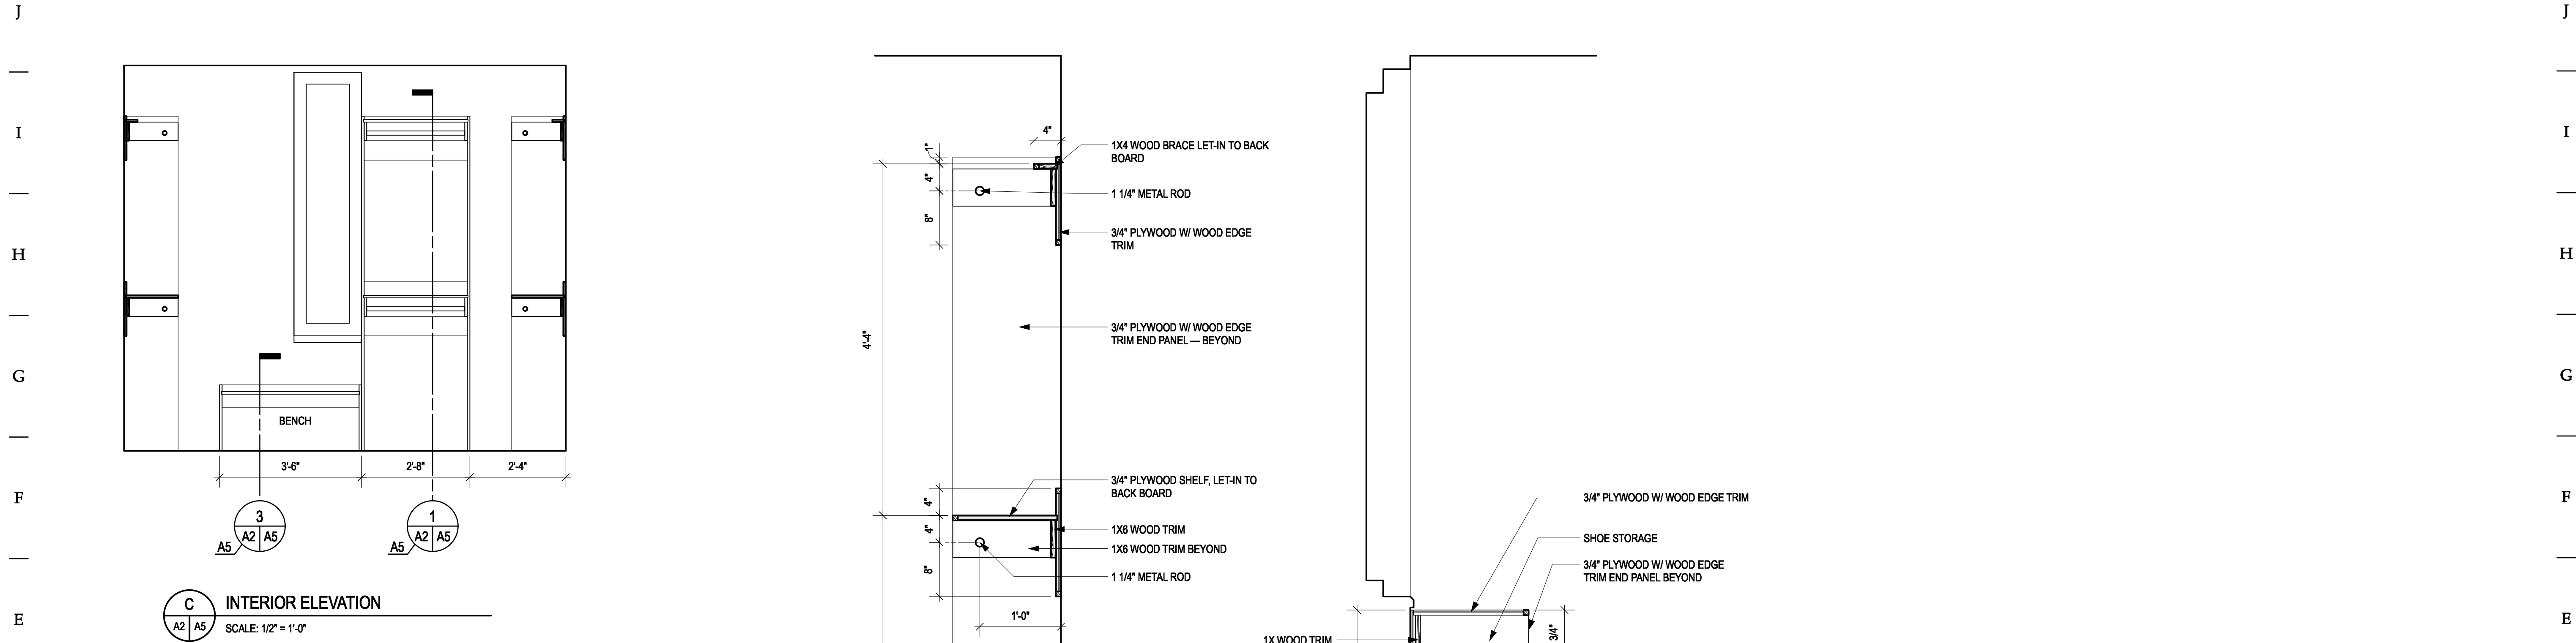 J
I
H
G
F
E
BENCH
3'-6"
2'-8"
2'-4"
3
A2 A5
A5
1
A2 A5
A5
C
A2 A5
INTERIOR ELEVATION
SCALE: 1/2" = 1'-0"
4"
1"
4"
8"
4'-4"
4"
4"
8"
1'-0"
1X4 WOOD BRACE LET-IN TO BACK
BOARD
1 1/4" METAL ROD
3/4" PLYWOOD W/ WOOD EDGE
TRIM
3/4" PLYWOOD W/ WOOD EDGE
TRIM END PANEL — BEYOND
3/4" PLYWOOD SHELF, LET-IN TO
BACK BOARD
1X6 WOOD TRIM
1X6 WOOD TRIM BEYOND
1 1/4" METAL ROD
3/4" PLYWOOD W/ WOOD EDGE TRIM
SHOE STORAGE
3/4" PLYWOOD W/ WOOD EDGE
TRIM END PANEL BEYOND
1X WOOD TRIM
3/4"
J
I
H
G
F
E